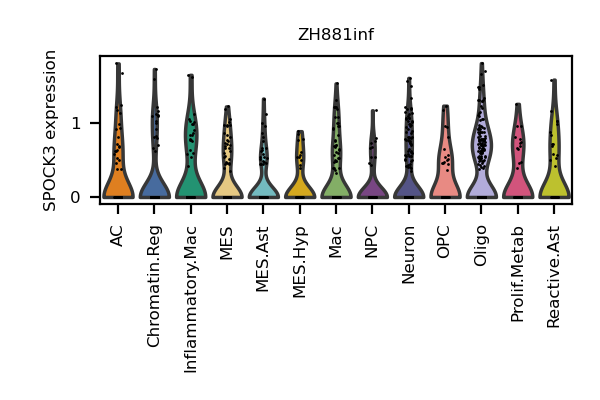 ZH881inf
SPOCK3 expression
1
0
AC
Chromatin.Reg
Inflammatory.Mac
MES
MES.Ast
MES.Hyp
Mac
NPC
Neuron
OPC
Oligo
Prolif.Metab
Reactive.Ast